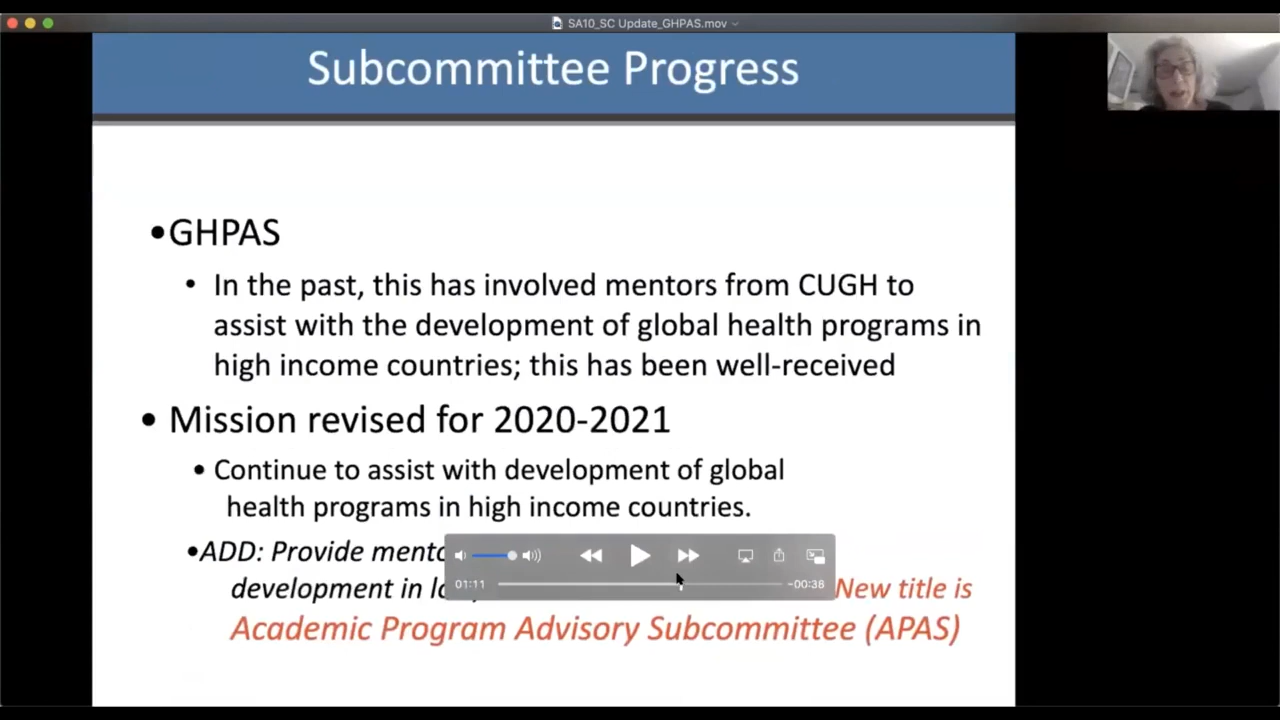 SA10_SC Update_GHPAS.mov
Subcommittee Progress
•GHPAS
• In the past, this has involved mentors from CUGH to
assist with the development of global health programs in
high income countries; this has been well-received
• Mission revised for 2020-2021
• Continue to assist with development of global
health programs in high income countries.
•ADD: Provide
development in
New title is
Academic Program Advisory Subcommittee (APAS)
01:11
-00:38